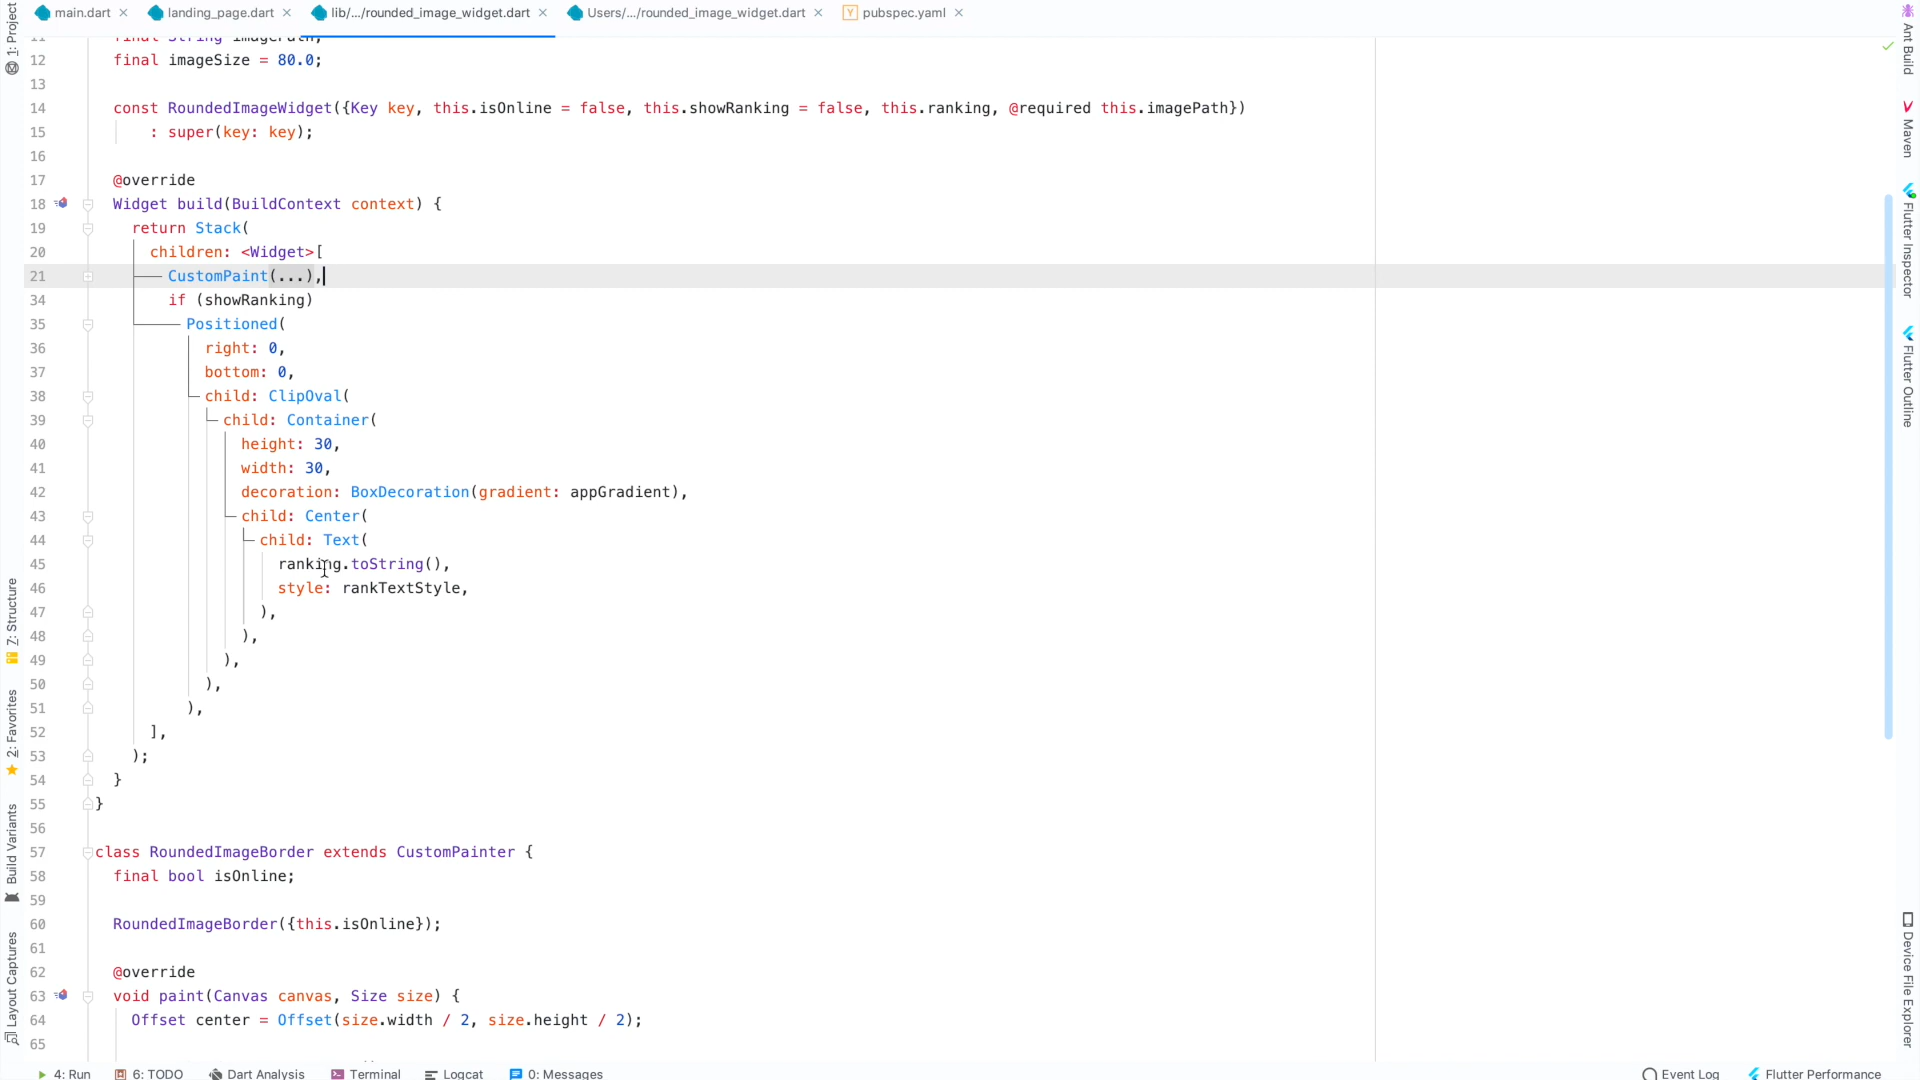 main.dart
landing_page.dart
lib/.../rounded_image_widget.dart
Users/.../rounded_image_widget.dart
pubspec.yaml
11 final String imagePath;
12 final imageSize = 80.0;
13
14 const RoundedImageWidget({Key key, this.isOnline = false, this.showRanking = false, this.ranking, @required this.imagePath})
15 : super(key: key);
16
17 @override
18 Widget build(BuildContext context) {
19 return Stack(
20 children: <Widget>[
21 CustomPaint(...),
34 if (showRanking)
35 Positioned(
36 right: 0,
37 bottom: 0,
38 child: ClipOval(
39 child: Container(
40 height: 30,
41 width: 30,
42 decoration: BoxDecoration(gradient: appGradient),
43 child: Center(
44 child: Text(
45 ranking.toString(),
46 style: rankTextStyle,
47 ),
48 ),
49 ),
50 ),
51 ),
52 ],
53 );
54 }
55 }
56
57 class RoundedImageBorder extends CustomPainter {
58 final bool isOnline;
59
60 RoundedImageBorder({this.isOnline});
61
62 @override
63 void paint(Canvas canvas, Size size) {
64 Offset center = Offset(size.width / 2, size.height / 2);
65
1: Project
7: Structure
2: Favorites
Build Variants
Layout Captures
Ant Build
Maven
Flutter Inspector
Flutter Outline
Device File Explorer
4: Run
6: TODO
Dart Analysis
Terminal
Logcat
0: Messages
Event Log
Flutter Performance